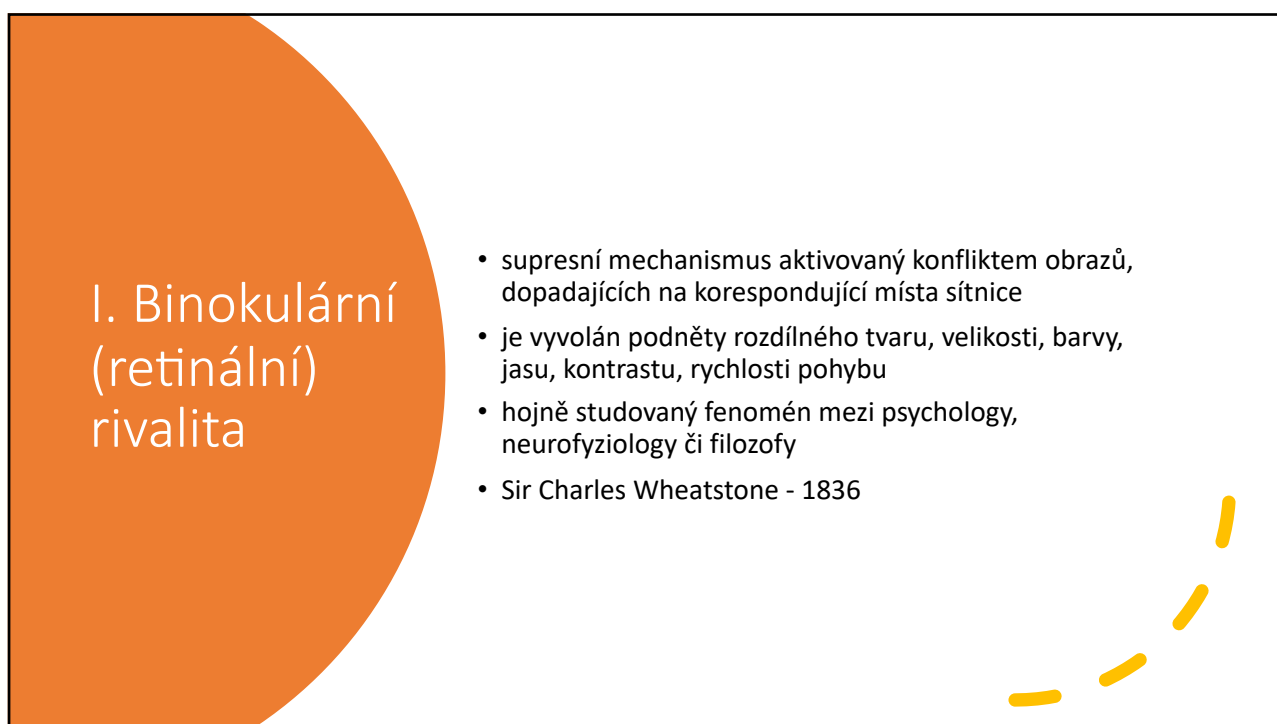 I. Binokulární
(retinální)
rivalita
• supresní mechanismus aktivovaný konfliktem obrazů,
dopadajících na korespondující místa sítnice
• je vyvolán podněty rozdílného tvaru, velikosti, barvy,
jasu, kontrastu, rychlosti pohybu
• hojně studovaný fenomén mezi psychology,
neurofyziology či filozofy
• Sir Charles Wheatstone - 1836